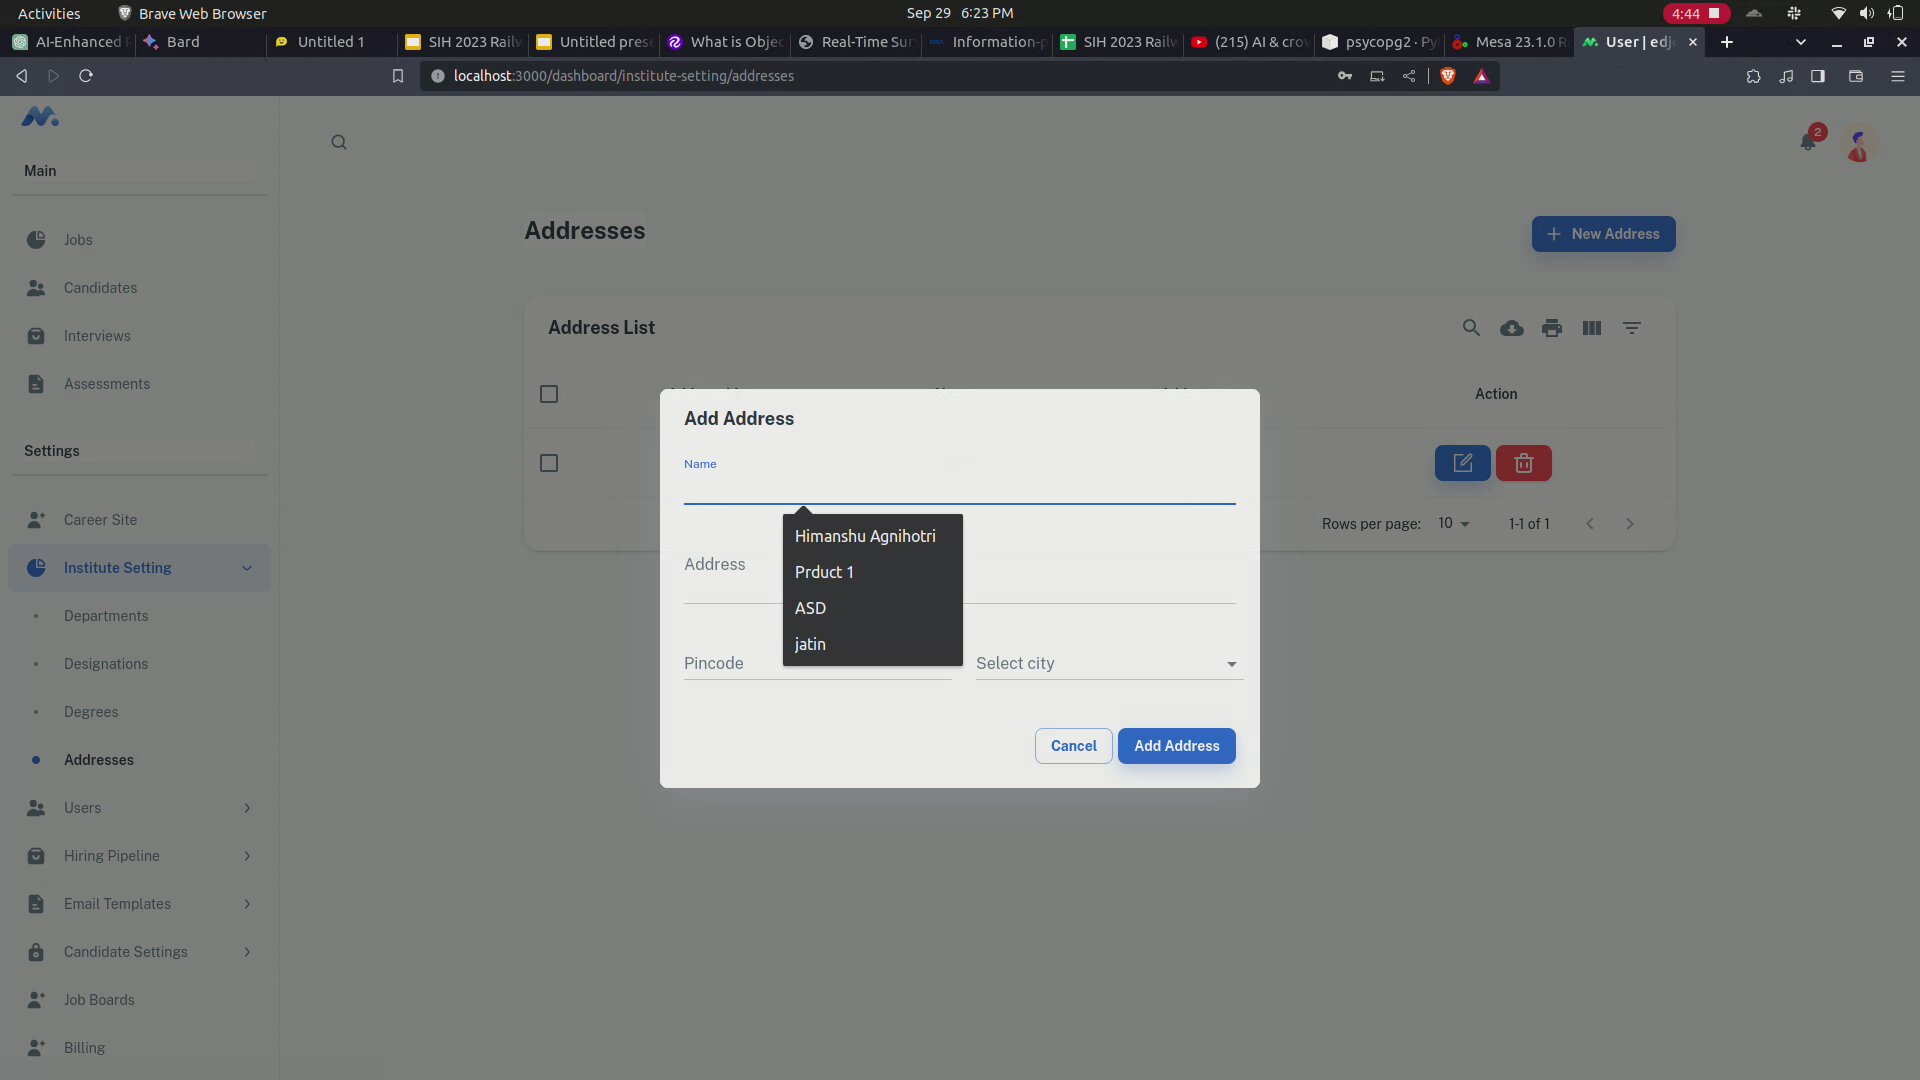 Activities
Brave Web Browser
Sep 29 6:23 PM
4:44
AI-Enhanced
Bard
Untitled 1
SIH 2023 Railw
Untitled prese
What is Objec
Real-Time Sur
Information-p
SIH 2023 Railw
(215) AI & crow
psycopg2 · Py
Mesa 23.1.0 R
User | edjo
localhost:3000/dashboard/institute-setting/addresses
2
Main
Jobs
Candidates
Interviews
Assessments
Settings
Career Site
Institute Setting
Departments
Designations
Degrees
Addresses
Users
Hiring Pipeline
Email Templates
Candidate Settings
Job Boards
Billing
Addresses
New Address
Address List
Action
Rows per page: 10
1-1 of 1
Add Address
Name
Himanshu Agnihotri
Prduct 1
ASD
jatin
Address
Pincode
Select city
Cancel
Add Address